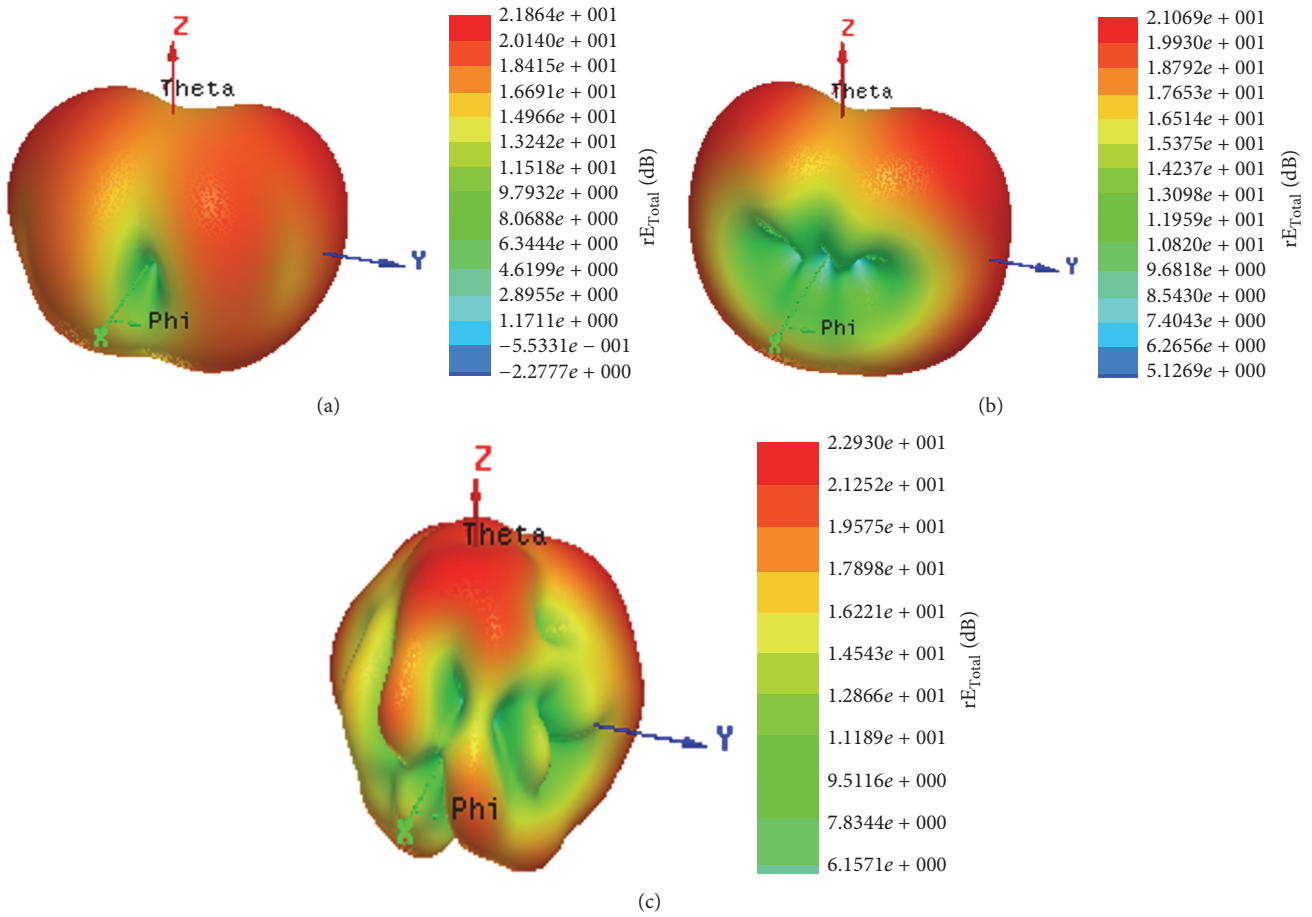 Z
Theta
Y
Phi
X
2.1864e + 001
2.0140e + 001
1.8415e + 001
1.6691e + 001
1.4966e + 001
1.3242e + 001
1.1518e + 001
9.7932e + 000
8.0688e + 000
6.3444e + 000
4.6199e + 000
2.8955e + 000
1.1711e + 000
−5.5331e − 001
−2.2777e + 000
rE_Total (dB)
(a)
Z
Theta
Y
Phi
X
2.1069e + 001
1.9930e + 001
1.8792e + 001
1.7653e + 001
1.6514e + 001
1.5375e + 001
1.4237e + 001
1.3098e + 001
1.1959e + 001
1.0820e + 001
9.6818e + 000
8.5430e + 000
7.4043e + 000
6.2656e + 000
5.1269e + 000
rE_Total (dB)
(b)
Z
Theta
Y
Phi
X
2.2930e + 001
2.1252e + 001
1.9575e + 001
1.7898e + 001
1.6221e + 001
1.4543e + 001
1.2866e + 001
1.1189e + 001
9.5116e + 000
7.8344e + 000
6.1571e + 000
rE_Total (dB)
(c)